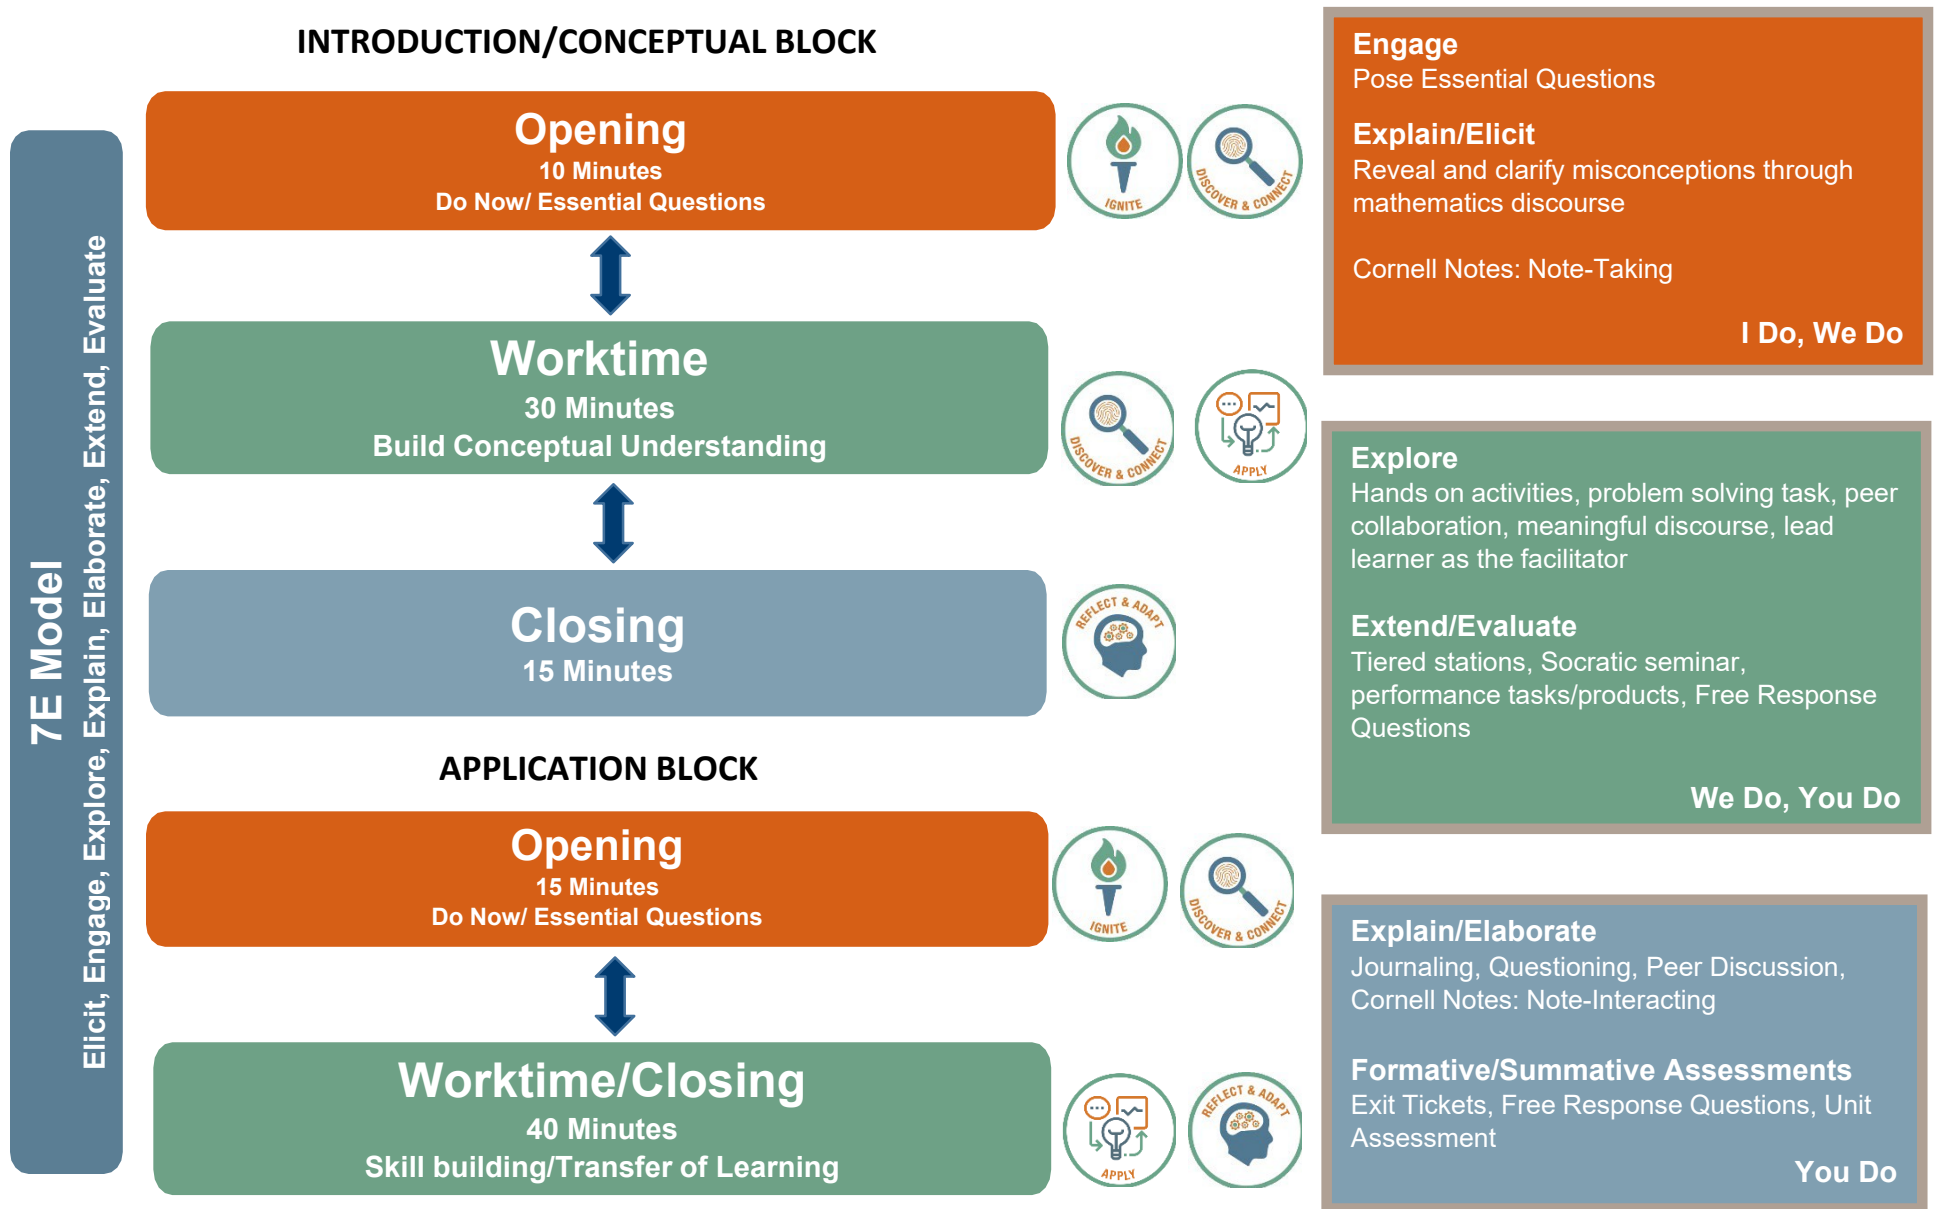 INTRODUCTION/CONCEPTUAL BLOCK
7E Model
Elicit, Engage, Explore, Explain, Elaborate, Extend, Evaluate
Opening
10 Minutes
Do Now/ Essential Questions
IGNITE
DISCOVER & CONNECT
Worktime
30 Minutes
Build Conceptual Understanding
DISCOVER & CONNECT
APPLY
Closing
15 Minutes
REFLECT & ADAPT
APPLICATION BLOCK
Opening
15 Minutes
Do Now/ Essential Questions
IGNITE
DISCOVER & CONNECT
Worktime/Closing
40 Minutes
Skill building/Transfer of Learning
APPLY
REFLECT & ADAPT
Engage
Pose Essential Questions
Explain/Elicit
Reveal and clarify misconceptions through
mathematics discourse
Cornell Notes: Note-Taking
I Do, We Do
Explore
Hands on activities, problem solving task, peer
collaboration, meaningful discourse, lead
learner as the facilitator
Extend/Evaluate
Tiered stations, Socratic seminar,
performance tasks/products, Free Response
Questions
We Do, You Do
Explain/Elaborate
Journaling, Questioning, Peer Discussion,
Cornell Notes: Note-Interacting
Formative/Summative Assessments
Exit Tickets, Free Response Questions, Unit
Assessment
You Do